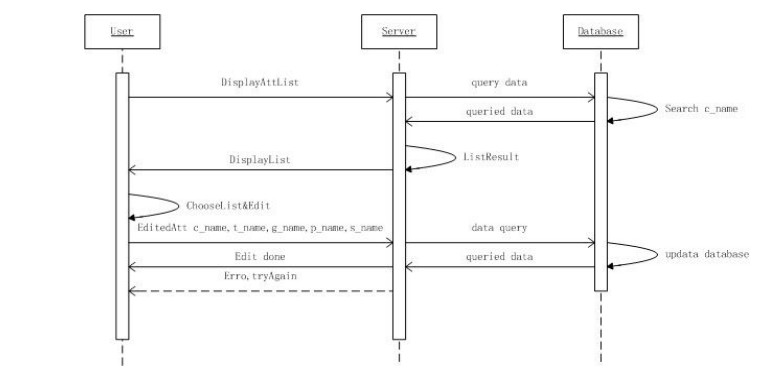 User
Server
Database
DisplayAttList
query data
queried data
Search c_name
DisplayList
ListResult
ChooseList&Edit
EditedAtt c_name,t_name,g_name,p_name,s_name
data query
Edit done
queried data
updata database
Erro,tryAgain